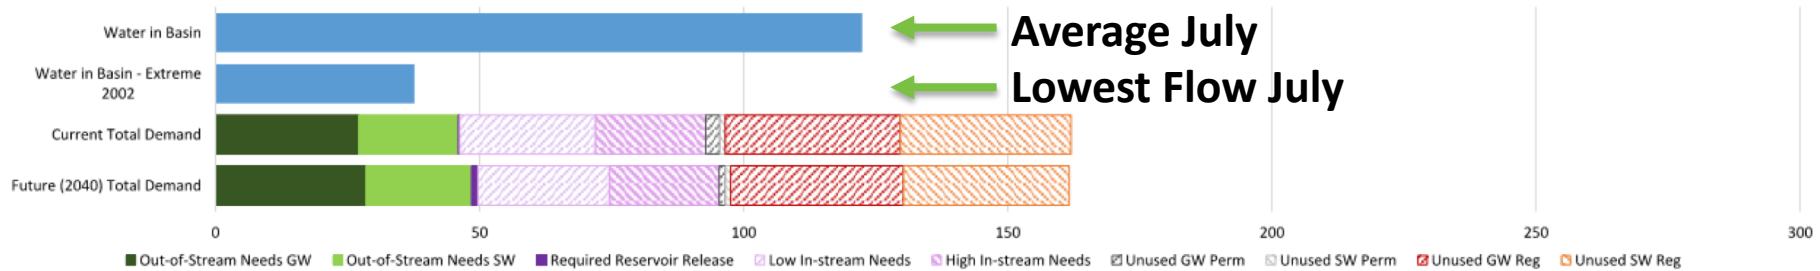 Water in Basin
Average July
Water in Basin - Extreme
2002
Lowest Flow July
Current Total Demand
Future (2040) Total Demand
0 50 100 150 200 250 300
Out-of-Stream Needs GW Out-of-Stream Needs SW Required Reservoir Release Low In-stream Needs High In-stream Needs Unused GW Perm Unused SW Perm Unused GW Reg Unused SW Reg